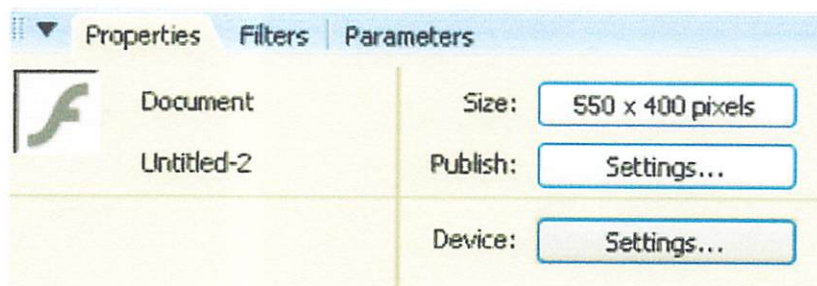 Properties Filters Parameters
Document Size: 550 x 400 pixels
Untitled-2 Publish: Settings...
Device: Settings...